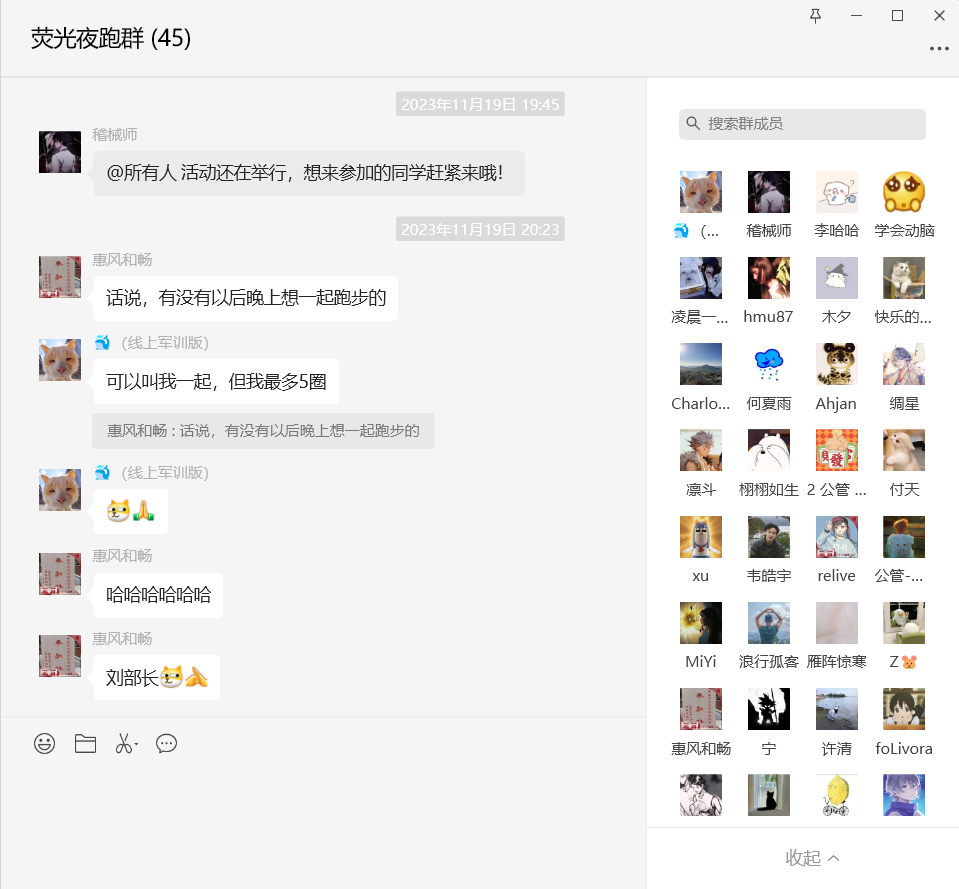 荧光夜跑群 (45)
2023年11月19日 19:45
稽械师
@所有人 活动还在举行，想来参加的同学赶紧来哦！
2023年11月19日 20:23
惠风和畅
话说，有没有以后晚上想一起跑步的
（线上军训版）
可以叫我一起，但我最多5圈
惠风和畅 : 话说，有没有以后晚上想一起跑步的
（线上军训版）
惠风和畅
哈哈哈哈哈哈
惠风和畅
刘部长
搜索群成员
（... 稽械师 李哈哈 学会动脑
凌晨一... hmu87 木夕 快乐的...
Charlo... 何夏雨 Ahjan 绸星
凛斗 栩栩如生 2 公管 ... 付天
xu 韦皓宇 relive 公管-...
MiYi 浪行孤客 雁阵惊寒 Z
惠风和畅 宁 许清 foLivora
收起